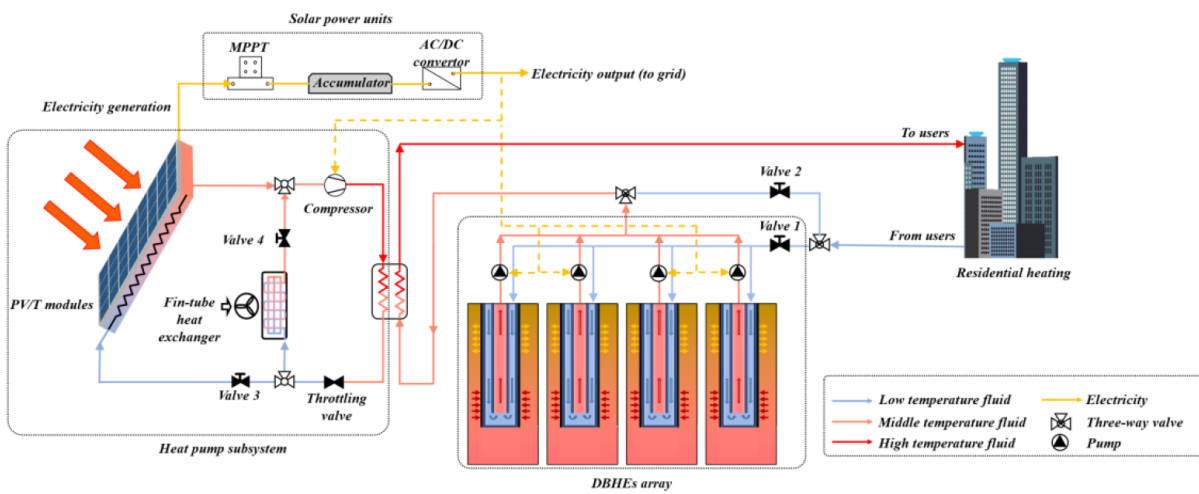 Solar power units
MPPT
AC/DC
convertor
Accumulator
Electricity output (to grid)
Electricity generation
To users
Compressor
Valve 2
Valve 1
Valve 4
From users
Residential heating
PV/T modules
Fin-tube
heat
exchanger
Valve 3
Throttling
valve
Heat pump subsystem
DBHEs array
Low temperature fluid
Electricity
Middle temperature fluid
Three-way valve
High temperature fluid
Pump